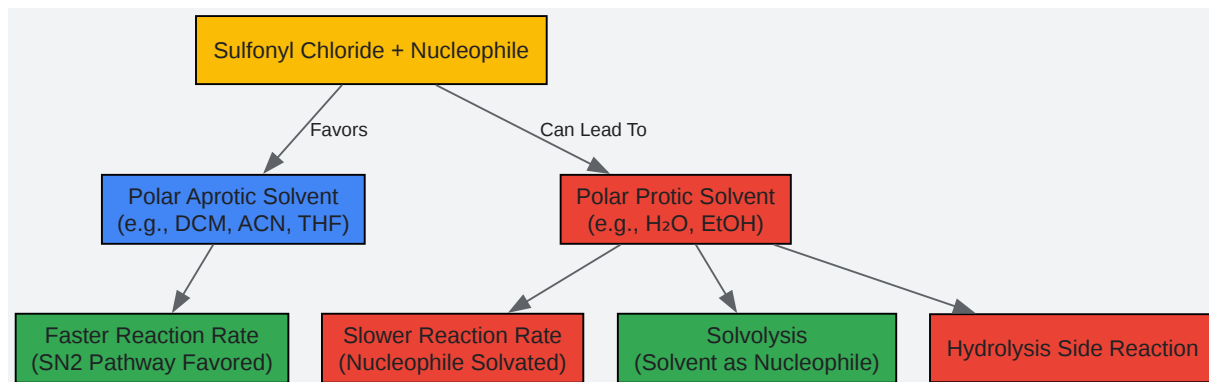 Sulfonyl Chloride + Nucleophile
Favors
Can Lead To
Polar Aprotic Solvent
(e.g., DCM, ACN, THF)
Polar Protic Solvent
(e.g., H₂O, EtOH)
Faster Reaction Rate
(SN2 Pathway Favored)
Slower Reaction Rate
(Nucleophile Solvated)
Solvolysis
(Solvent as Nucleophile)
Hydrolysis Side Reaction